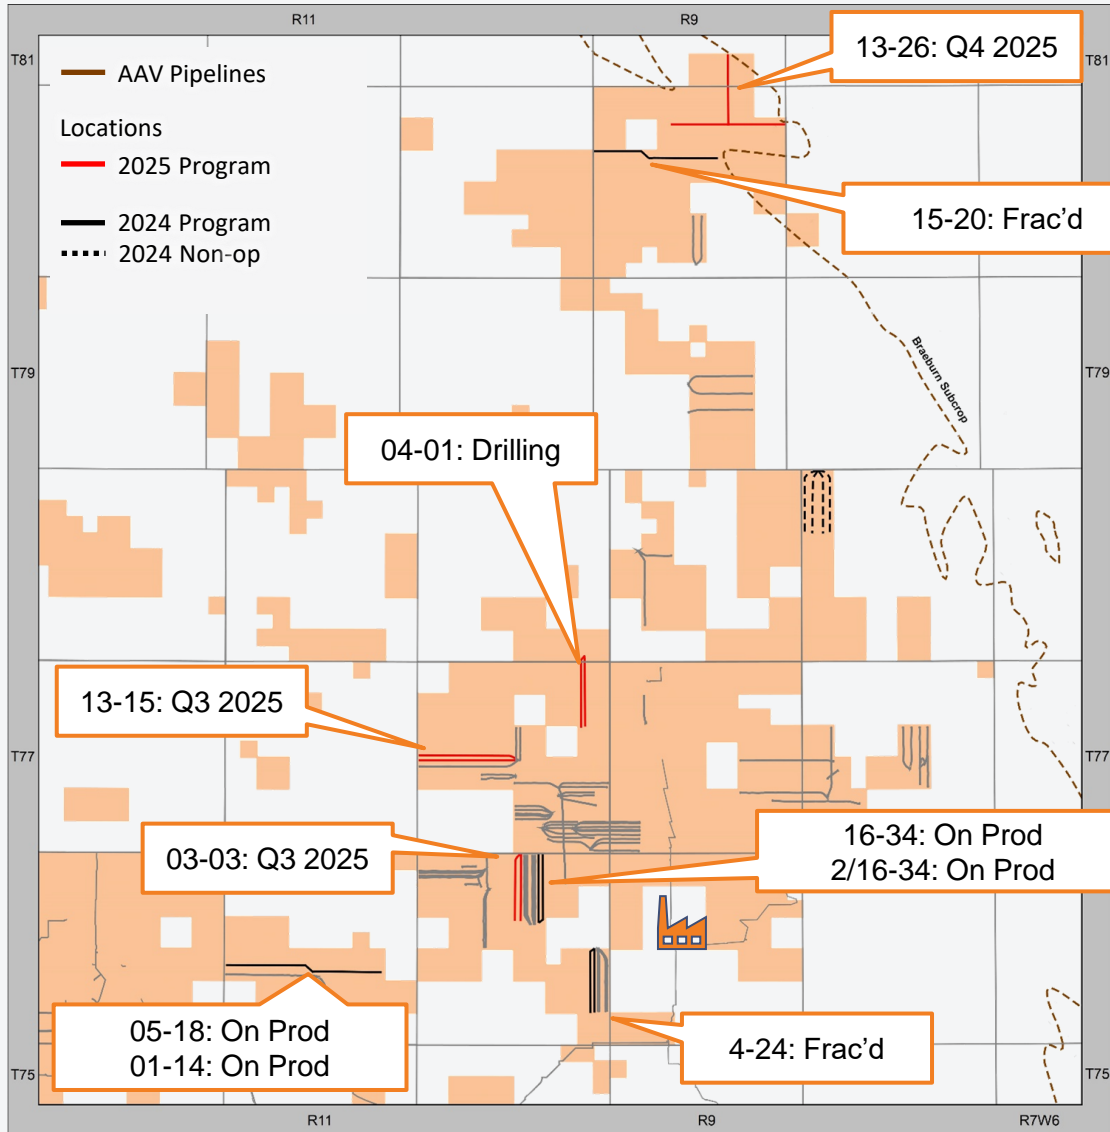 R11
R9
T81
T81
13-26: Q4 2025
AAV Pipelines
Locations
2025 Program
2024 Program
2024 Non-op
15-20: Frac’d
Braeburn Subcrop
T79
T79
04-01: Drilling
13-15: Q3 2025
T77
T77
16-34: On Prod
2/16-34: On Prod
03-03: Q3 2025
05-18: On Prod
01-14: On Prod
4-24: Frac’d
T75
T75
R11
R9
R7W6